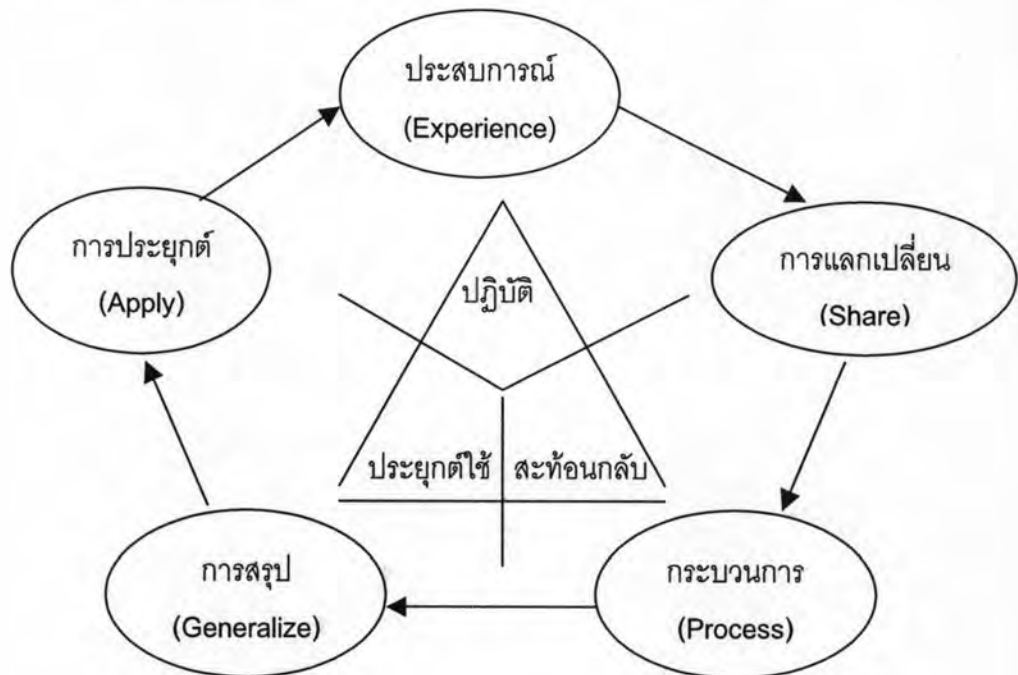 ประสบการณ์
(Experience)
การประยุกต์
(Apply)
การแลกเปลี่ยน
(Share)
ปฏิบัติ
ประยุกต์ใช้
สะท้อนกลับ
การสรุป
(Generalize)
กระบวนการ
(Process)